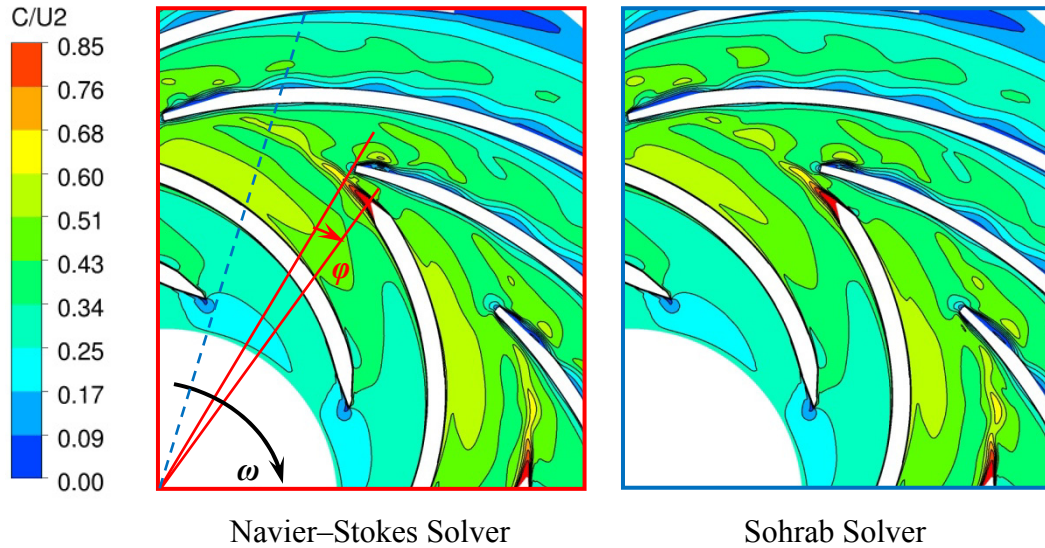 C/U2
0.85
0.76
0.68
0.60
0.51
0.43
0.34
0.25
0.17
0.09
0.00
φ
ω
Navier–Stokes Solver
Sohrab Solver